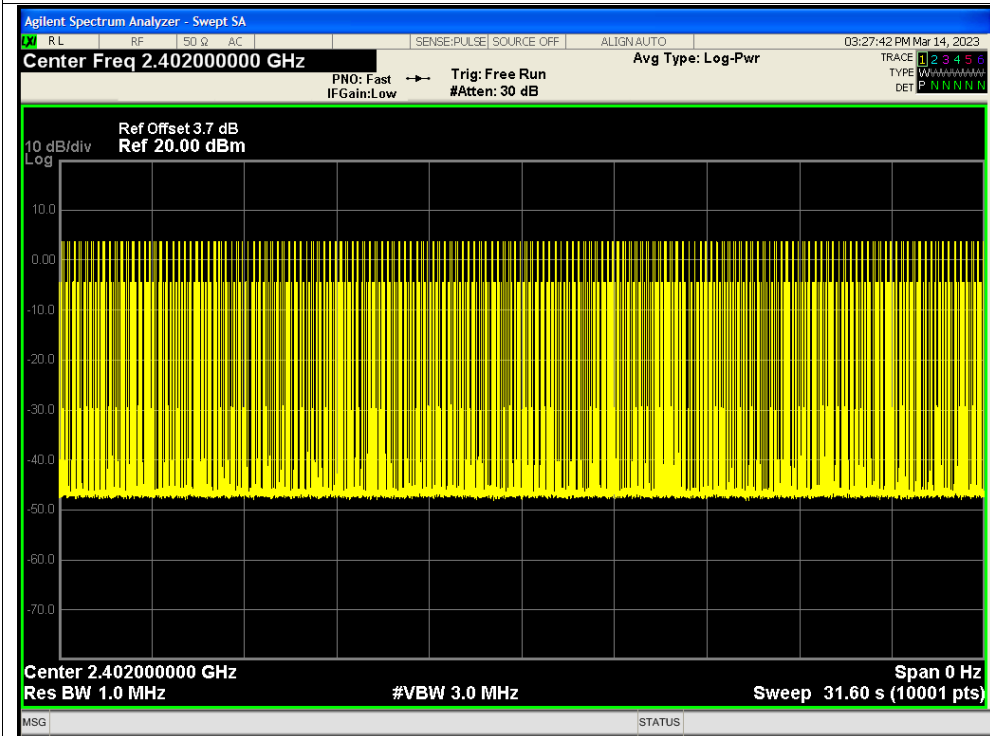 Agilent Spectrum Analyzer - Swept SA
LXI RL RF 50 Ω AC SENSE:PULSE SOURCE OFF ALIGN AUTO 03:27:42 PM Mar 14, 2023
Center Freq 2.402000000 GHz Avg Type: Log-Pwr TRACE 1 2 3 4 5 6
PNO: Fast Trig: Free Run TYPE WWWWWW
IFGain:Low #Atten: 30 dB DET P N N N N N
Ref Offset 3.7 dB
10 dB/div Ref 20.00 dBm
Log
10.0
0.00
-10.0
-20.0
-30.0
-40.0
-50.0
-60.0
-70.0
Center 2.402000000 GHz Span 0 Hz
Res BW 1.0 MHz #VBW 3.0 MHz Sweep 31.60 s (10001 pts)
MSG STATUS